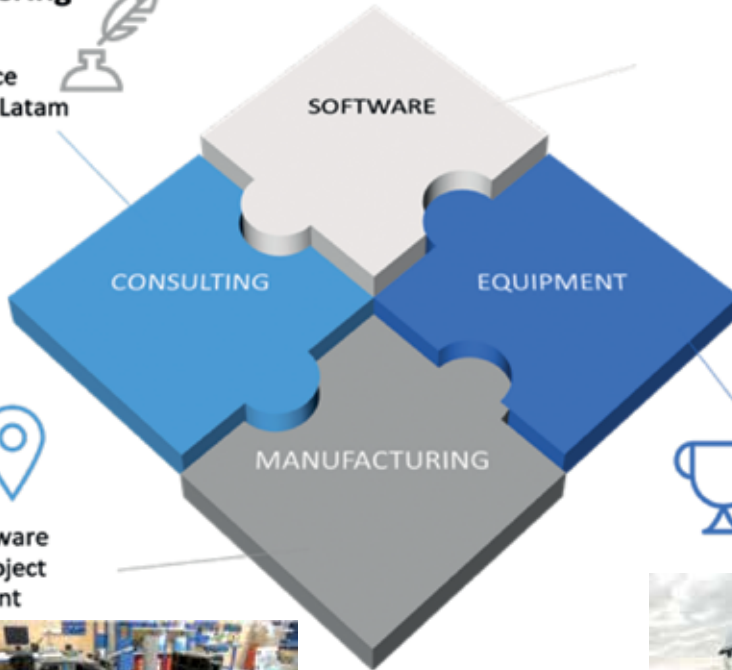 ce
Latam
SOFTWARE
CONSULTING
EQUIPMENT
MANUFACTURING
ware
oject
nt